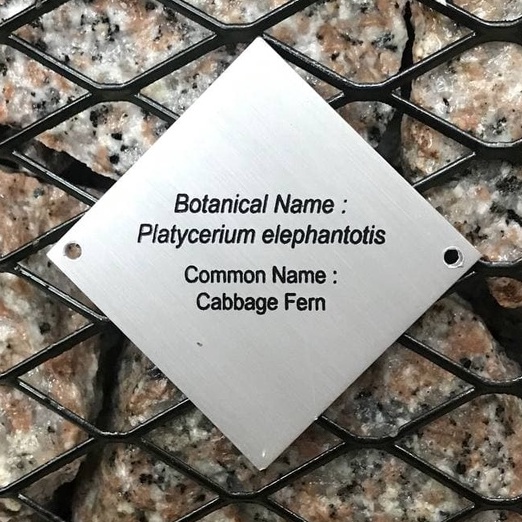 Botanical Name :
Platycerium elephantotis
Common Name :
Cabbage Fern